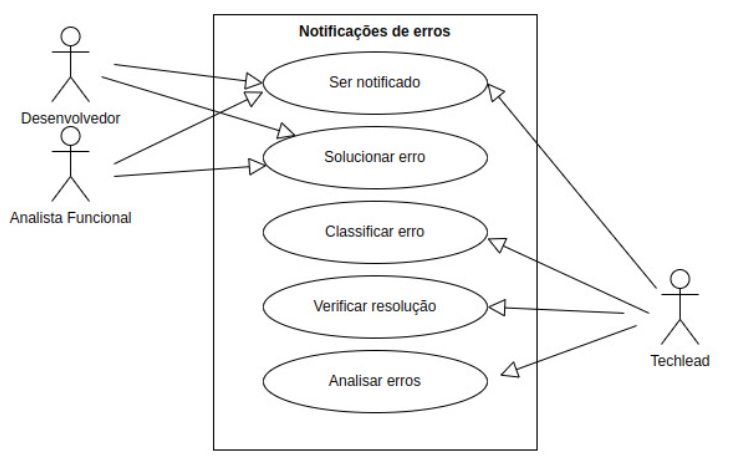 Notificações de erros
Ser notificado
Desenvolvedor
Solucionar erro
Analista Funcional
Classificar erro
Verificar resolução
Techlead
Analisar erros